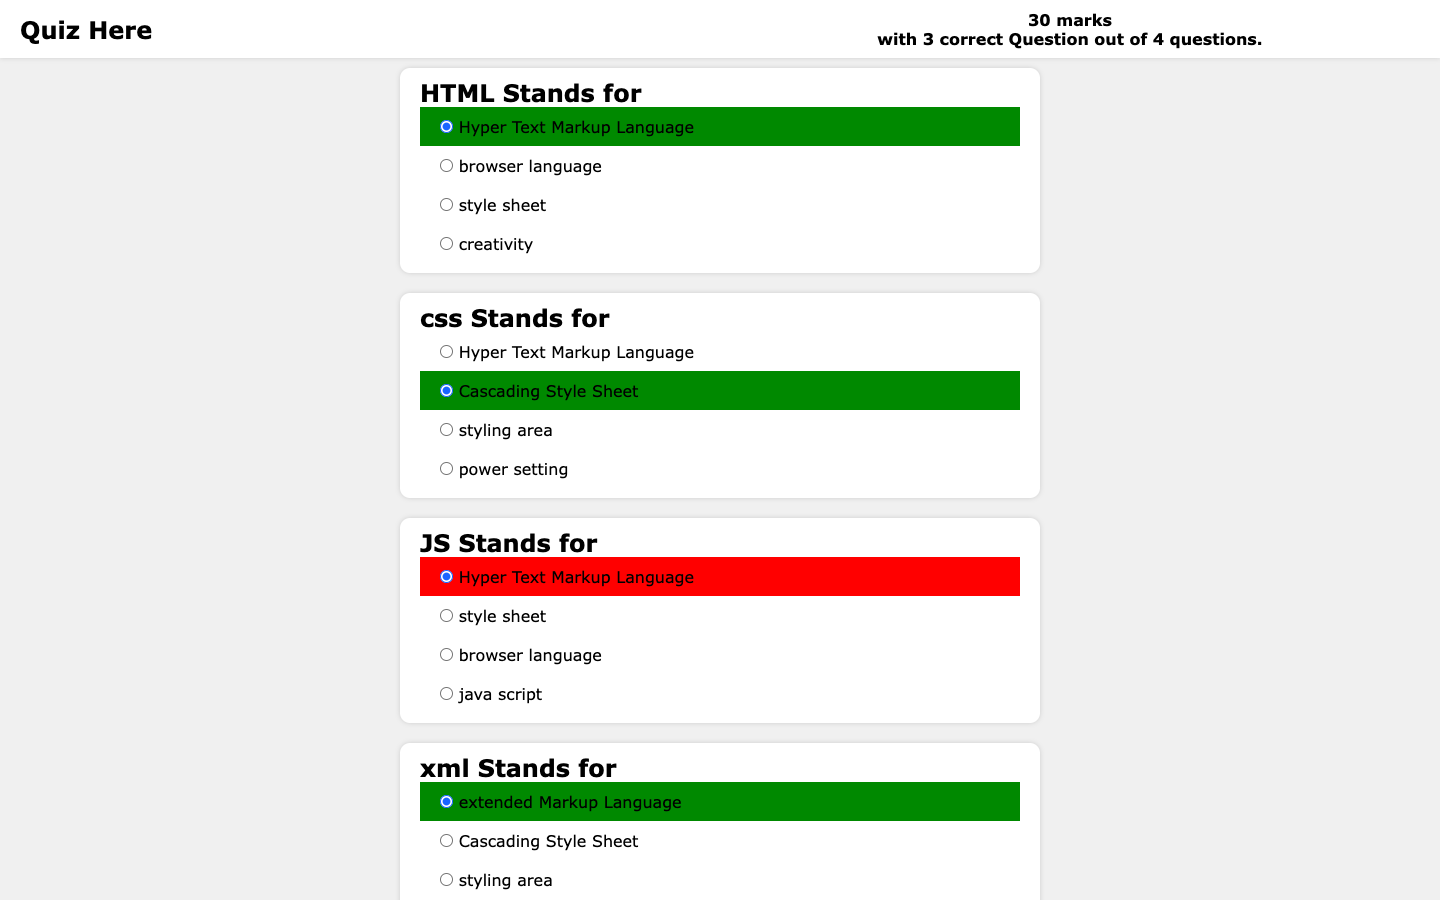 Quiz Here
30 marks
with 3 correct Question out of 4 questions.
HTML Stands for
Hyper Text Markup Language
browser language
style sheet
creativity
css Stands for
Hyper Text Markup Language
Cascading Style Sheet
styling area
power setting
JS Stands for
Hyper Text Markup Language
style sheet
browser language
java script
xml Stands for
extended Markup Language
Cascading Style Sheet
styling area